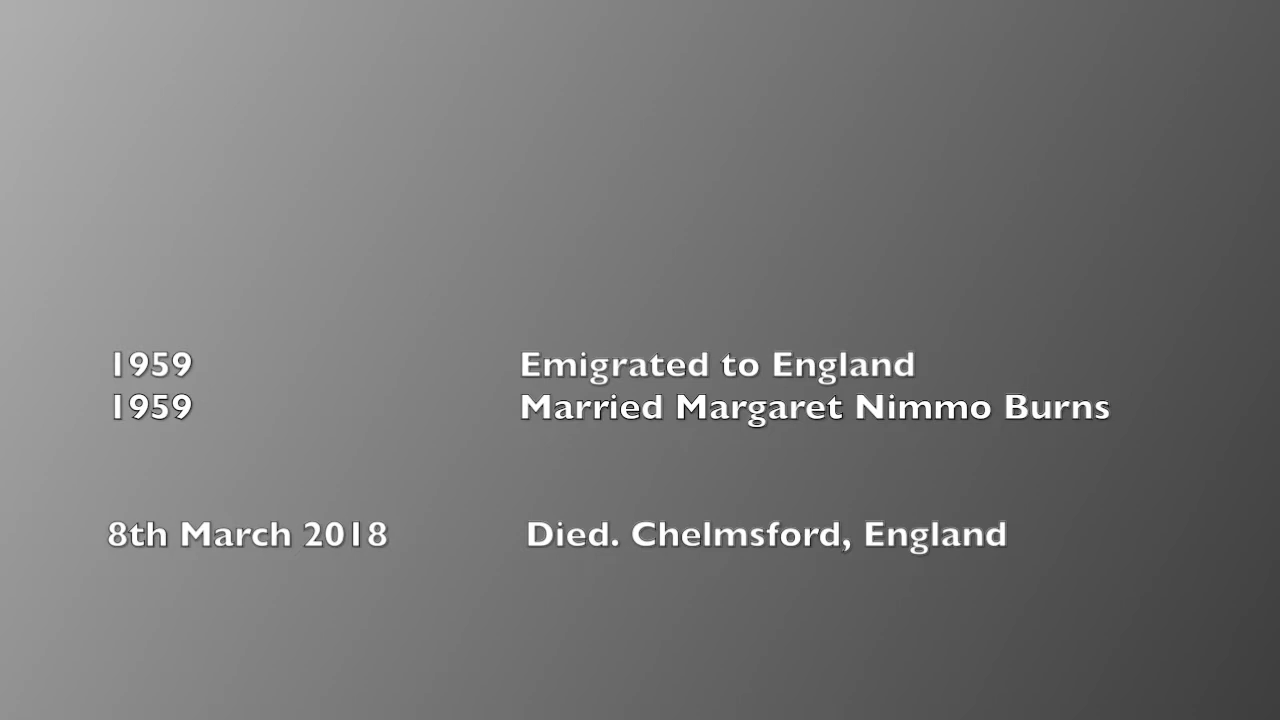 1959 Emigrated to England
1959 Married Margaret Nimmo Burns
8th March 2018 Died. Chelmsford, England